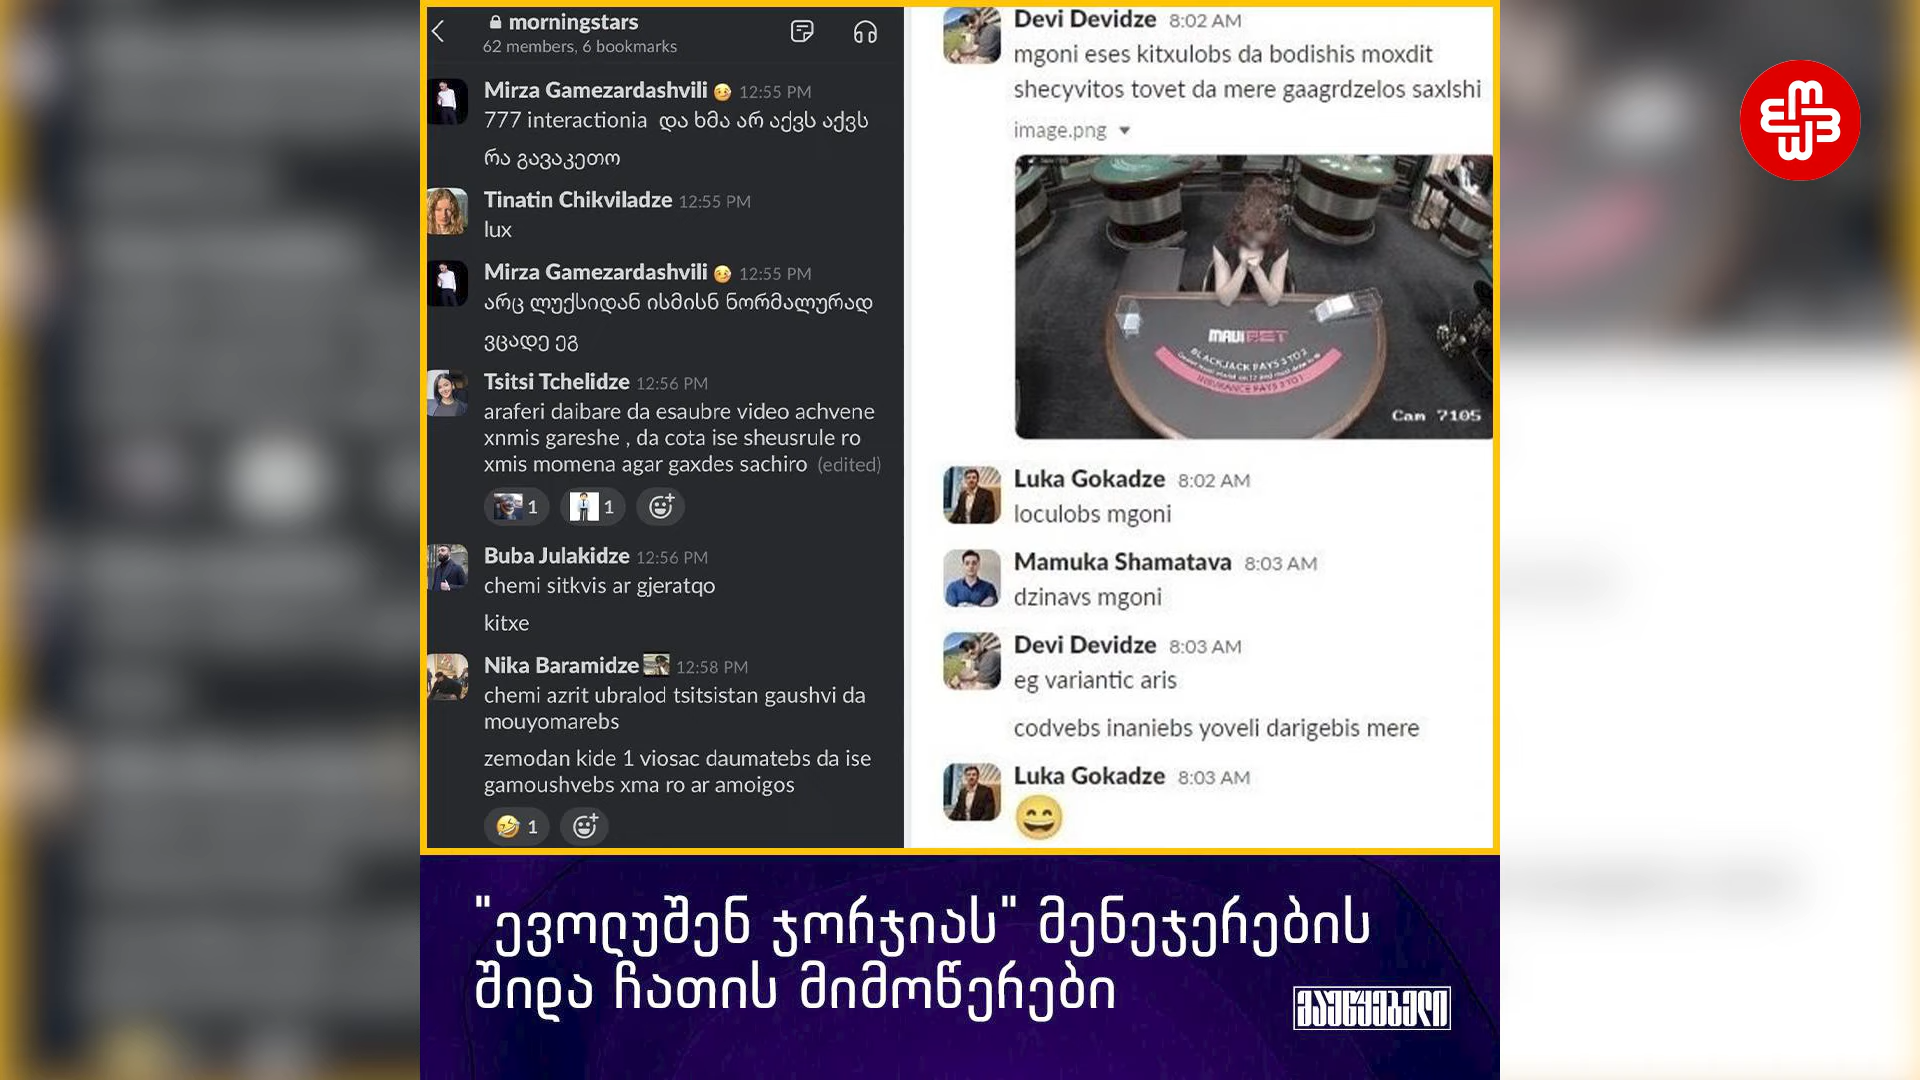 morningstars
62 members, 6 bookmarks
Mirza Gamezardashvili 12:55 PM
777 interactionia და ხმა არ აქვს აქვს
რა გავაკეთო
Tinatin Chikviladze 12:55 PM
lux
Mirza Gamezardashvili 12:55 PM
არც ლუქსიდან ისმისნ ნორმალურად
ვცადე ეგ
Tsitsi Tchelidze 12:56 PM
araferi daibare da esaubre video achvene
xnmis gareshe , da cota ise sheusrule ro
xmis momena agar gaxdes sachiro (edited)
1 1
Buba Julakidze 12:56 PM
chemi sitkvis ar gjeratqo
kitxe
Nika Baramidze 12:58 PM
chemi azrit ubralod tsitsistan gaushvi da
mouyomarebs
zemodan kide 1 viosac daumatebs da ise
gamoushvebs xma ro ar amoigos
1
Devi Devidze 8:02 AM
mgoni eses kitxulobs da bodishis moxdit
shecyvitos tovet da mere gaagrdzelos saxlshi
image.png
MAUIBET
BLACKJACK PAYS 3 TO 2
INSURANCE PAYS 2 TO 1
Cam 7105
Luka Gokadze 8:02 AM
loculobs mgoni
Mamuka Shamatava 8:03 AM
dzinavs mgoni
Devi Devidze 8:03 AM
eg variantic aris
codvebs inaniebs yoveli darigebis mere
Luka Gokadze 8:03 AM
"ევოლუშენ ჯორჯიას" მენეჯერების
შიდა ჩათის მიმოწერები
მაუწყებელი